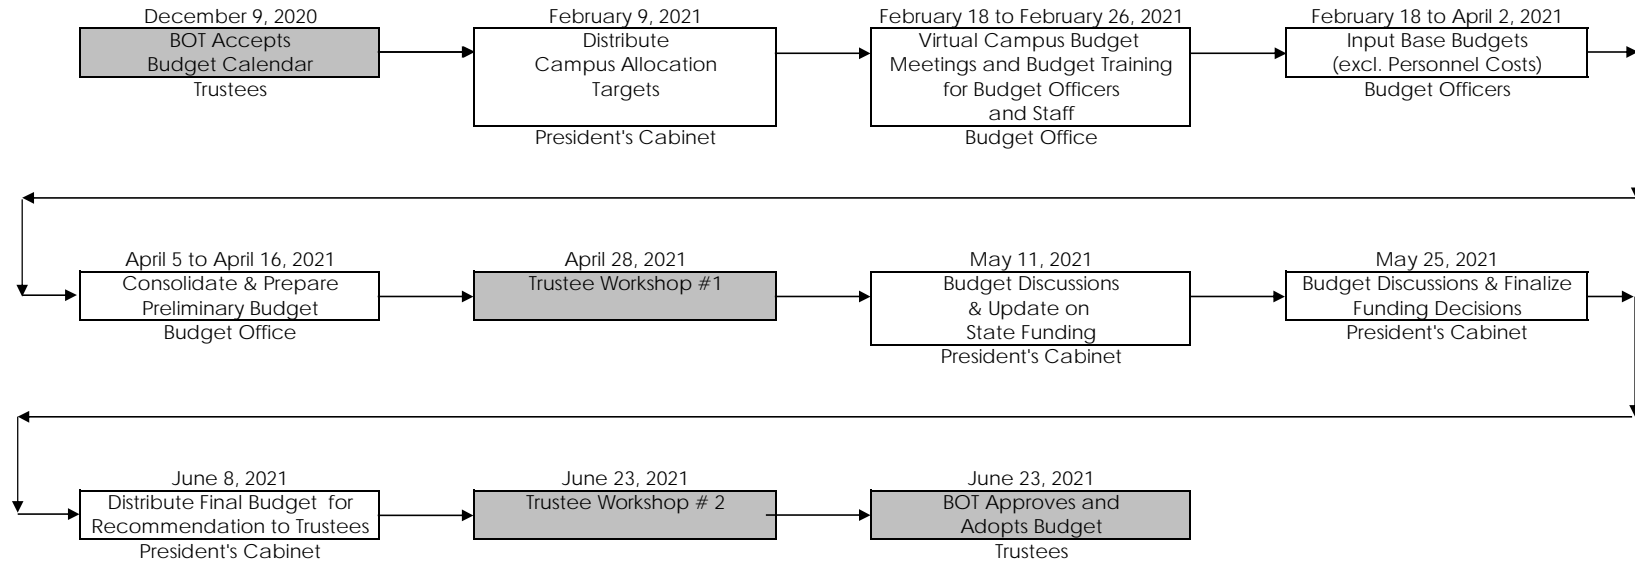 December 9, 2020
BOT Accepts
Budget Calendar
Trustees
February 9, 2021
Distribute
Campus Allocation
Targets
President's Cabinet
February 18 to February 26, 2021
Virtual Campus Budget
Meetings and Budget Training
for Budget Officers
and Staff
Budget Office
February 18 to April 2, 2021
Input Base Budgets
(excl. Personnel Costs)
Budget Officers
April 5 to April 16, 2021
Consolidate & Prepare
Preliminary Budget
Budget Office
April 28, 2021
Trustee Workshop #1
May 11, 2021
Budget Discussions
& Update on
State Funding
President's Cabinet
May 25, 2021
Budget Discussions & Finalize
Funding Decisions
President's Cabinet
June 8, 2021
Distribute Final Budget for
Recommendation to Trustees
President's Cabinet
June 23, 2021
Trustee Workshop # 2
June 23, 2021
BOT Approves and
Adopts Budget
Trustees